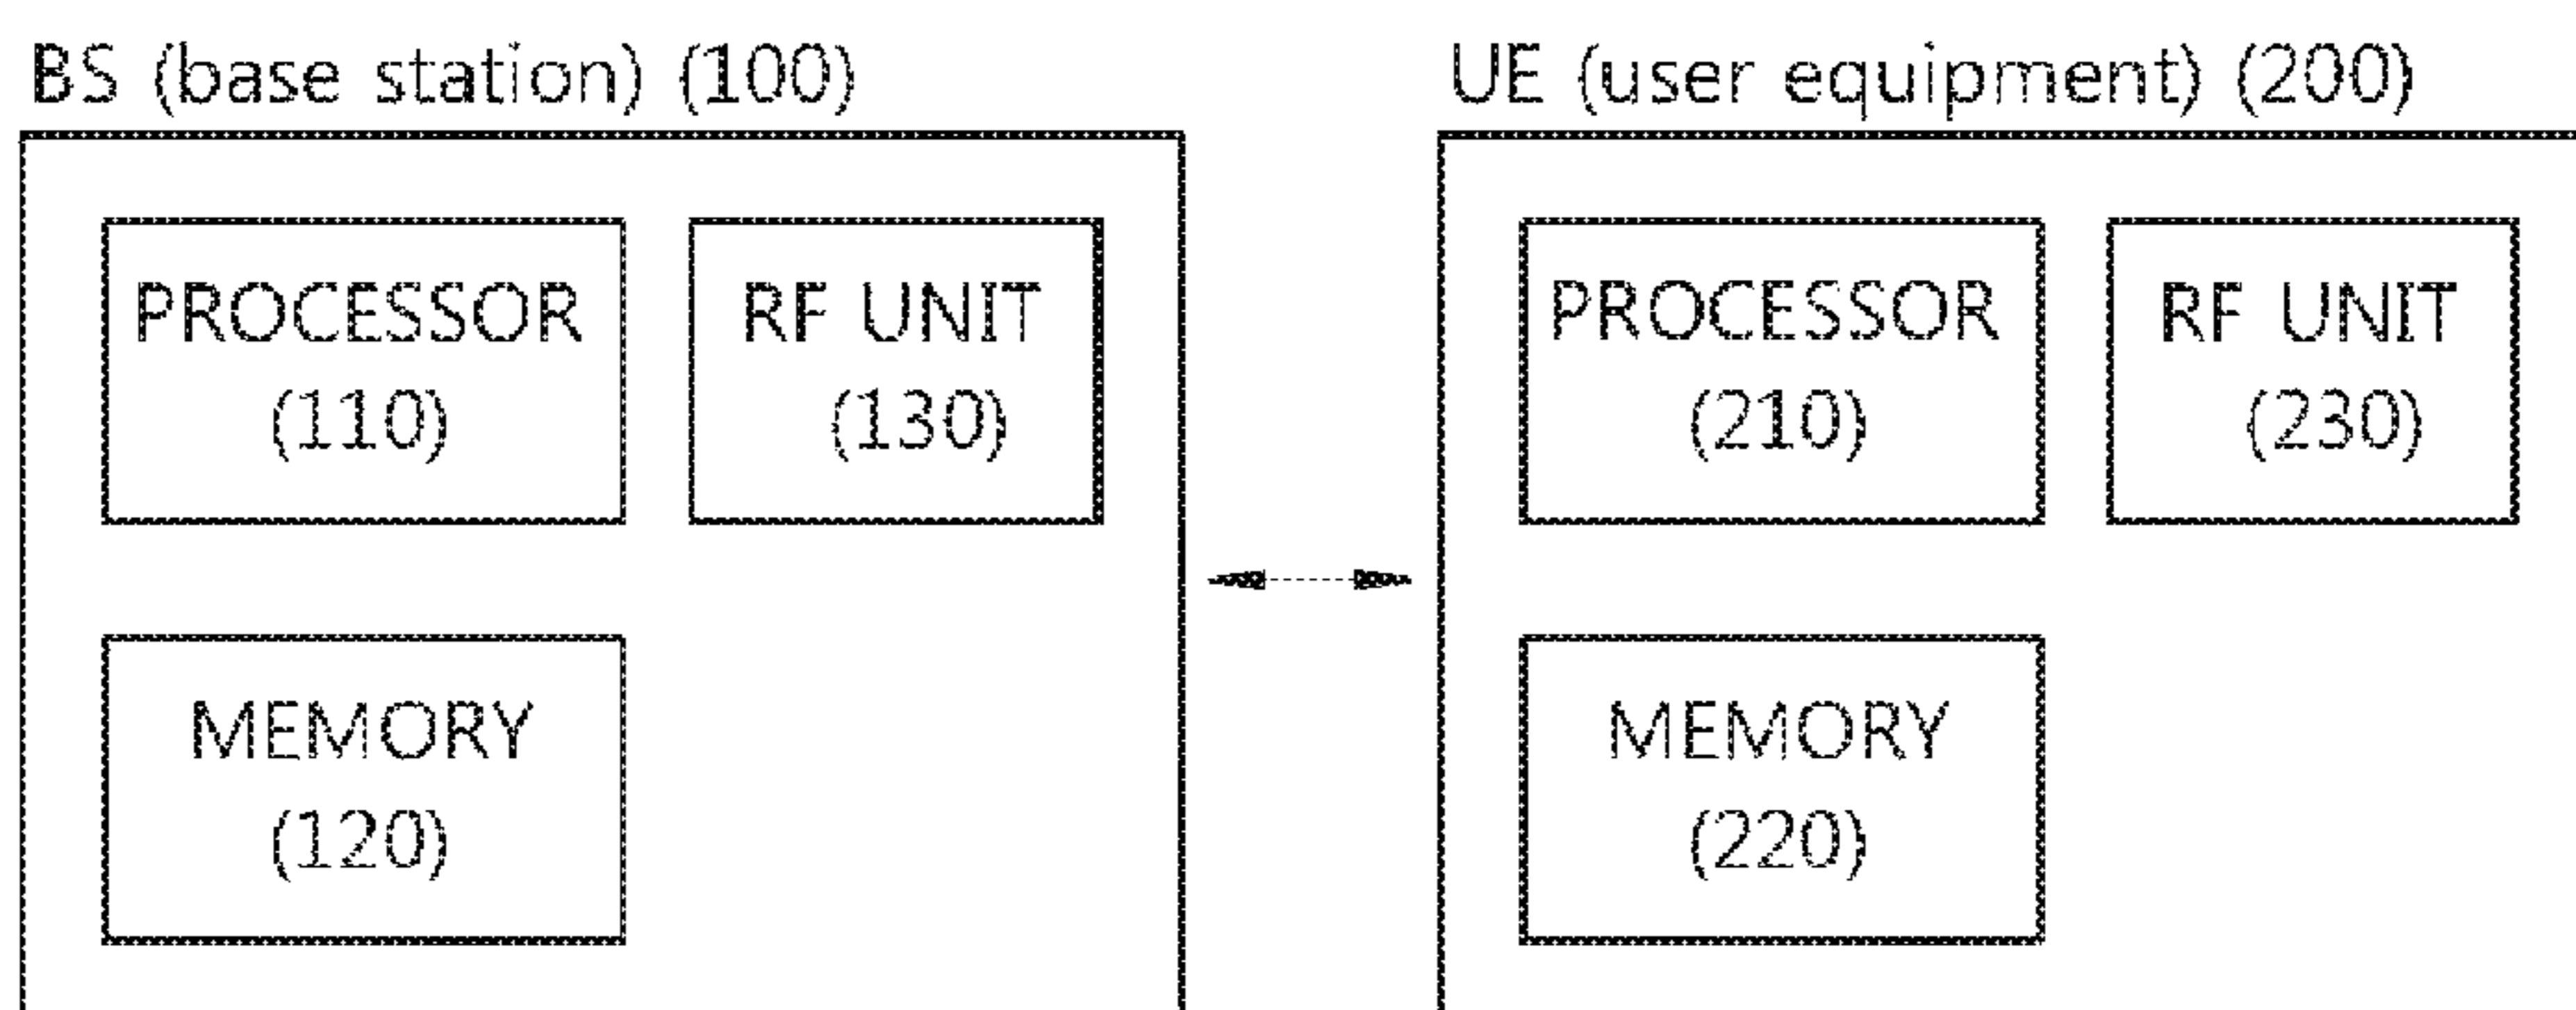 BS (base station) (100)
UE (user equipment) (200)
PROCESSOR
(110)
RF UNIT
(130)
MEMORY
(120)
PROCESSOR
(210)
RF UNIT
(230)
MEMORY
(220)